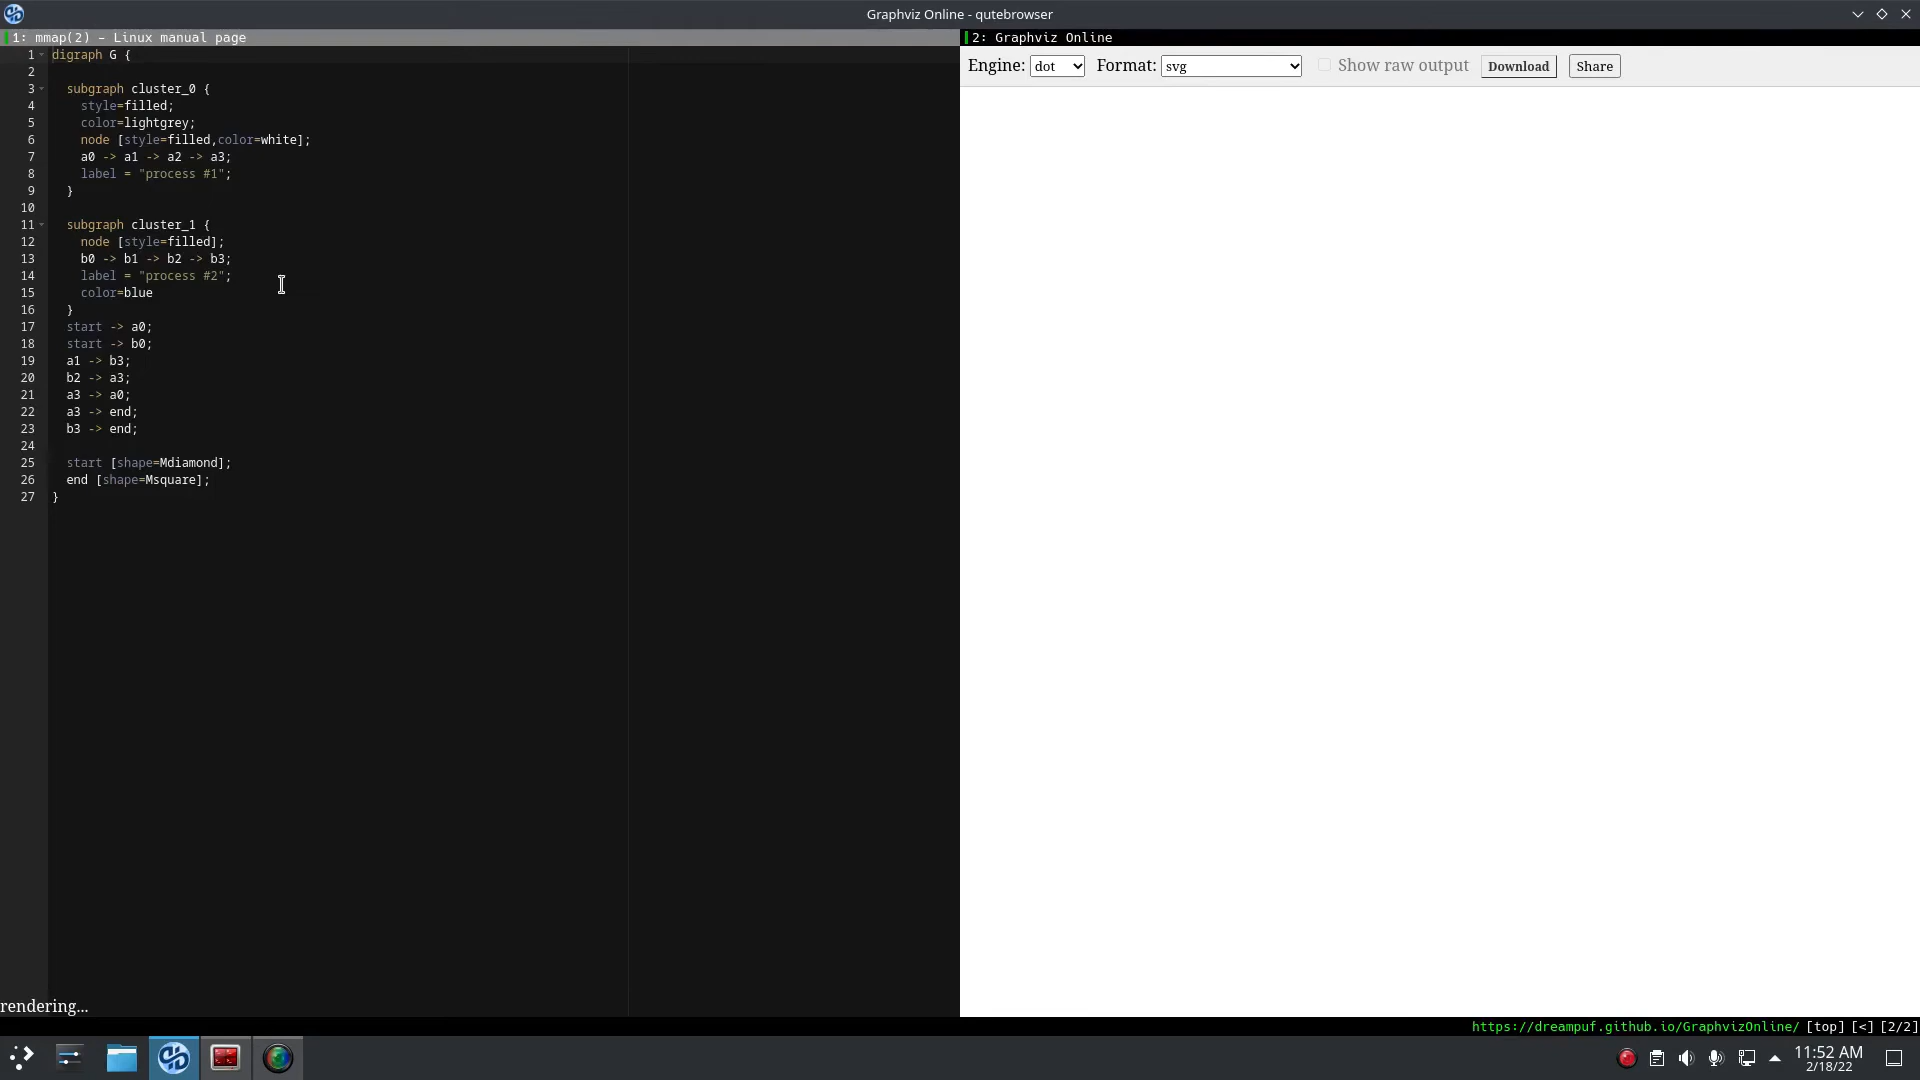 Graphviz Online - qutebrowser
1: mmap(2) – Linux manual page
2: Graphviz Online
Engine: dot Format: svg Show raw output Download Share
1 digraph G {
2
3 subgraph cluster_0 {
4 style=filled;
5 color=lightgrey;
6 node [style=filled,color=white];
7 a0 -> a1 -> a2 -> a3;
8 label = "process #1";
9 }
10
11 subgraph cluster_1 {
12 node [style=filled];
13 b0 -> b1 -> b2 -> b3;
14 label = "process #2";
15 color=blue
16 }
17 start -> a0;
18 start -> b0;
19 a1 -> b3;
20 b2 -> a3;
21 a3 -> a0;
22 a3 -> end;
23 b3 -> end;
24
25 start [shape=Mdiamond];
26 end [shape=Msquare];
27 }
rendering...
https://dreampuf.github.io/GraphvizOnline/ [top] [<] [2/2]
11:52 AM
2/18/22